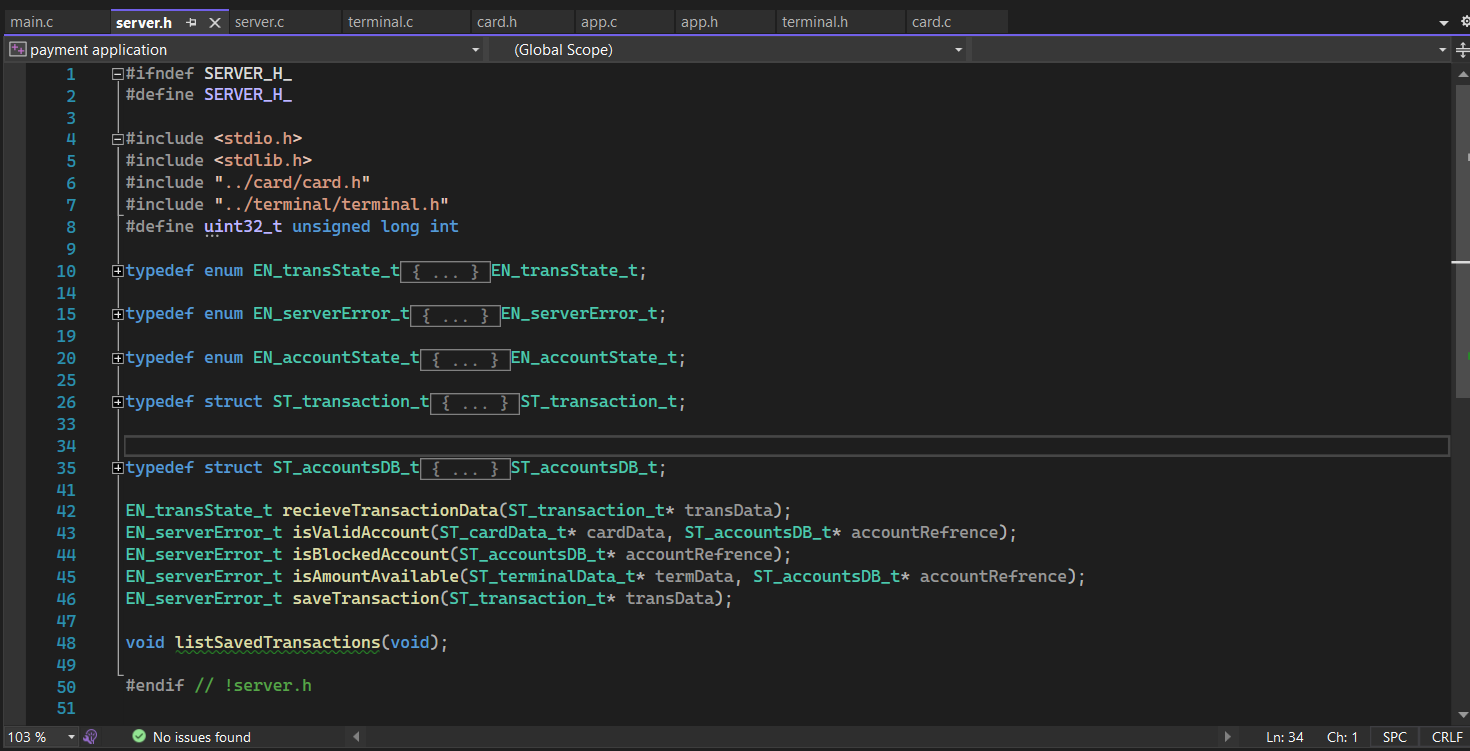 main.c server.h server.c terminal.c card.h app.c app.h terminal.h card.c
payment application (Global Scope)
1 #ifndef SERVER_H_
2 #define SERVER_H_
3
4 #include <stdio.h>
5 #include <stdlib.h>
6 #include "../card/card.h"
7 #include "../terminal/terminal.h"
8 #define uint32_t unsigned long int
9
10 typedef enum EN_transState_t{ ... }EN_transState_t;
14
15 typedef enum EN_serverError_t{ ... }EN_serverError_t;
19
20 typedef enum EN_accountState_t{ ... }EN_accountState_t;
25
26 typedef struct ST_transaction_t{ ... }ST_transaction_t;
33
34
35 typedef struct ST_accountsDB_t{ ... }ST_accountsDB_t;
41
42 EN_transState_t recieveTransactionData(ST_transaction_t* transData);
43 EN_serverError_t isValidAccount(ST_cardData_t* cardData, ST_accountsDB_t* accountRefrence);
44 EN_serverError_t isBlockedAccount(ST_accountsDB_t* accountRefrence);
45 EN_serverError_t isAmountAvailable(ST_terminalData_t* termData, ST_accountsDB_t* accountRefrence);
46 EN_serverError_t saveTransaction(ST_transaction_t* transData);
47
48 void listSavedTransactions(void);
49
50 #endif // !server.h
51
103 % No issues found Ln: 34 Ch: 1 SPC CRLF